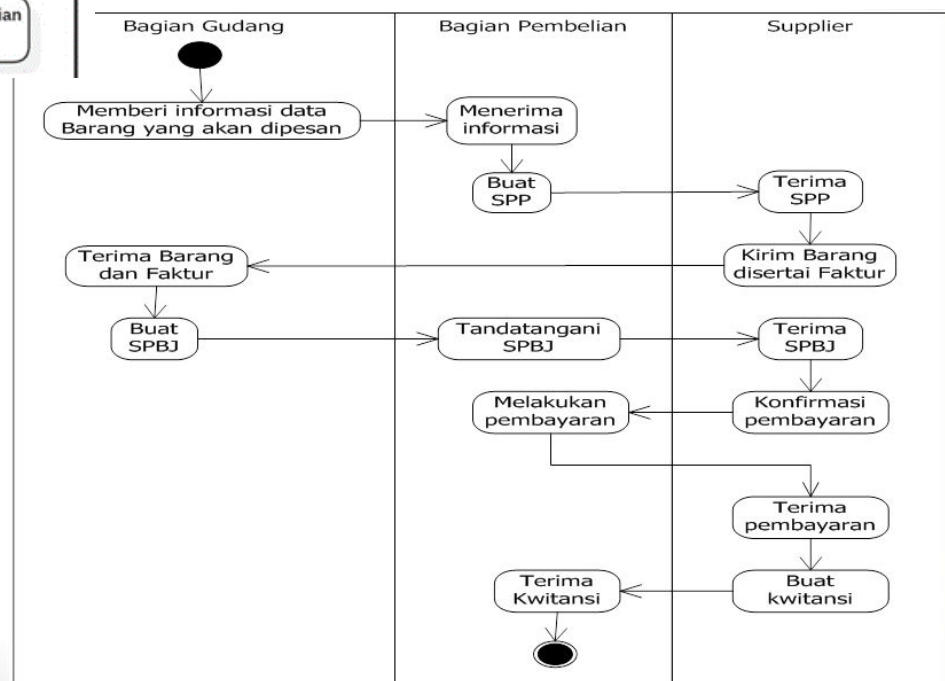 ian
Bagian Gudang
Bagian Pembelian
Supplier
Memberi informasi data
Barang yang akan dipesan
Menerima
informasi
Buat
SPP
Terima
SPP
Kirim Barang
disertai Faktur
Terima Barang
dan Faktur
Buat
SPBJ
Tandatangani
SPBJ
Terima
SPBJ
Konfirmasi
pembayaran
Melakukan
pembayaran
Terima
pembayaran
Buat
kwitansi
Terima
Kwitansi